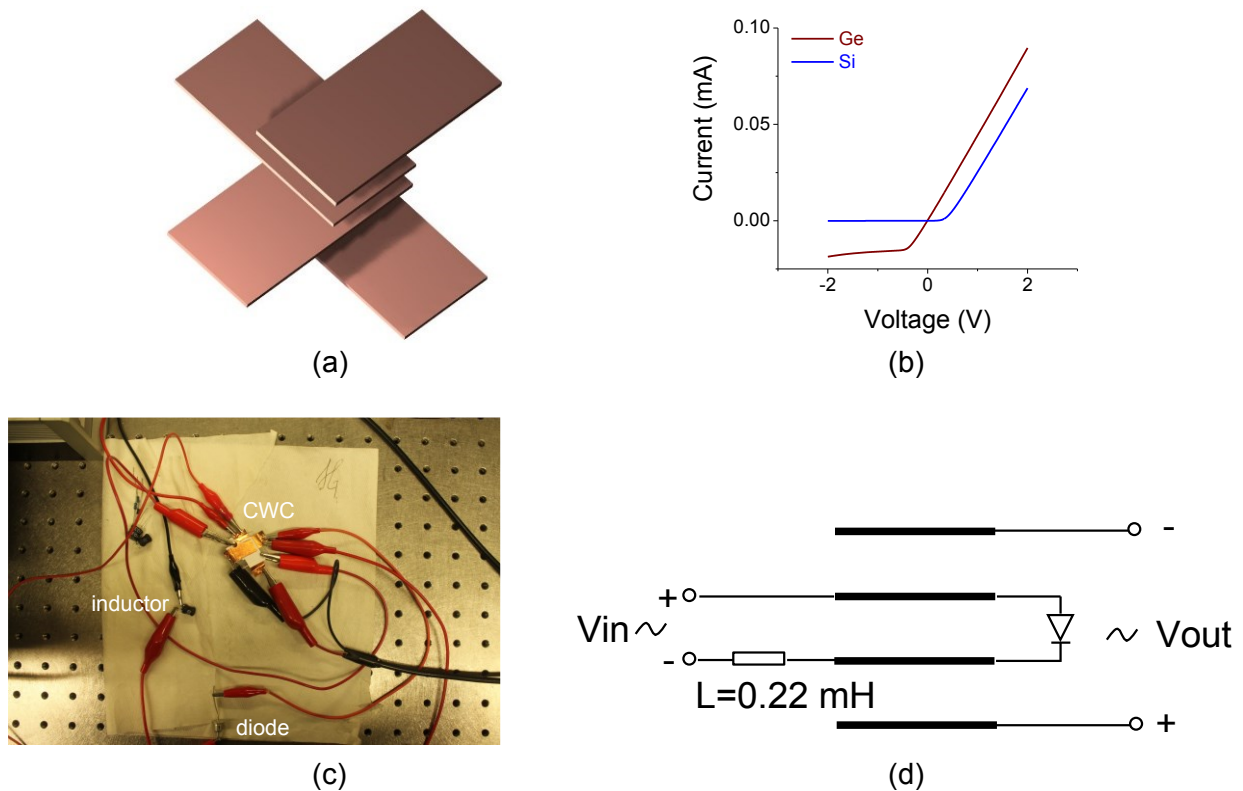 (a)
0.10
0.05
0.00
Current (mA)
Ge
Si
-2
0
2
Voltage (V)
(b)
CWC
inductor
diode
(c)
-
+
Vin ~
-
L=0.22 mH
~ Vout
+
(d)